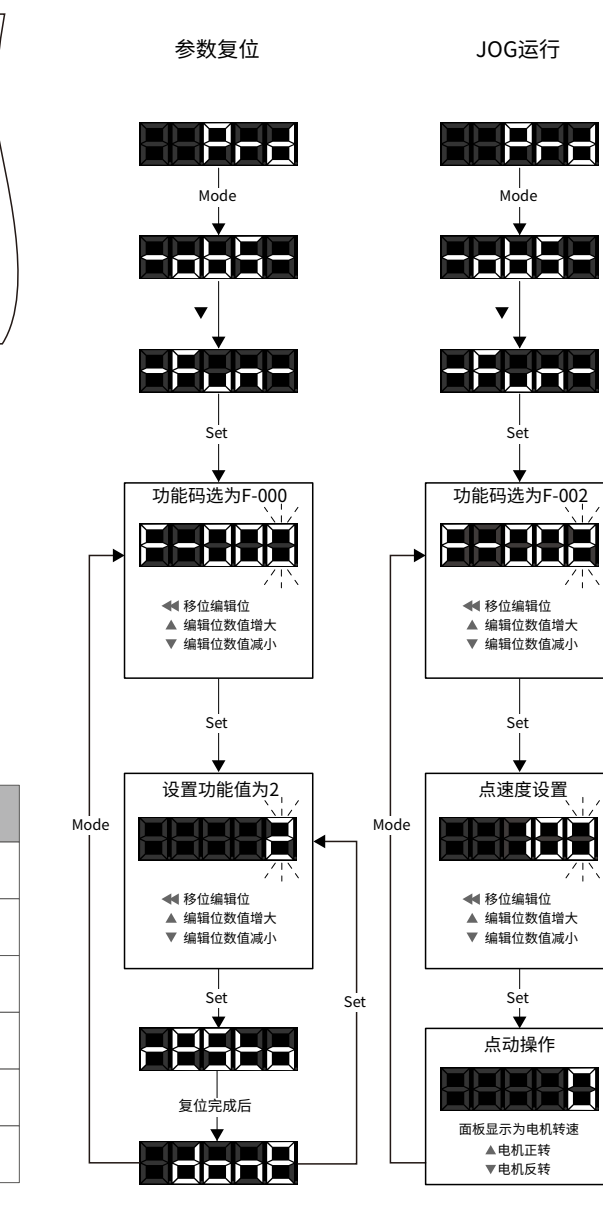 参数复位
Mode
Set
功能码选为F-000
移位编辑位
编辑位数值增大
编辑位数值减小
Set
设置功能值为2
2
移位编辑位
编辑位数值增大
编辑位数值减小
Mode
Set
Set
复位完成后
JOG运行
Mode
Set
功能码选为F-002
移位编辑位
编辑位数值增大
编辑位数值减小
Set
点速度设置
100
移位编辑位
编辑位数值增大
编辑位数值减小
Mode
Set
点动操作
0
面板显示为电机转速
电机正转
电机反转